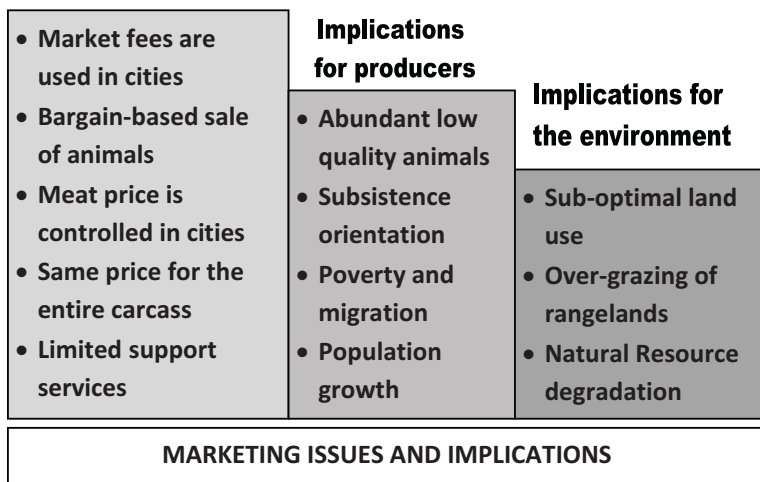 • Market fees are
used in cities
• Bargain-based sale
of animals
• Meat price is
controlled in cities
• Same price for the
entire carcass
• Limited support
services
Implications
for producers
• Abundant low
quality animals
• Subsistence
orientation
• Poverty and
migration
• Population
growth
Implications for
the environment
• Sub-optimal land
use
• Over-grazing of
rangelands
• Natural Resource
degradation
MARKETING ISSUES AND IMPLICATIONS